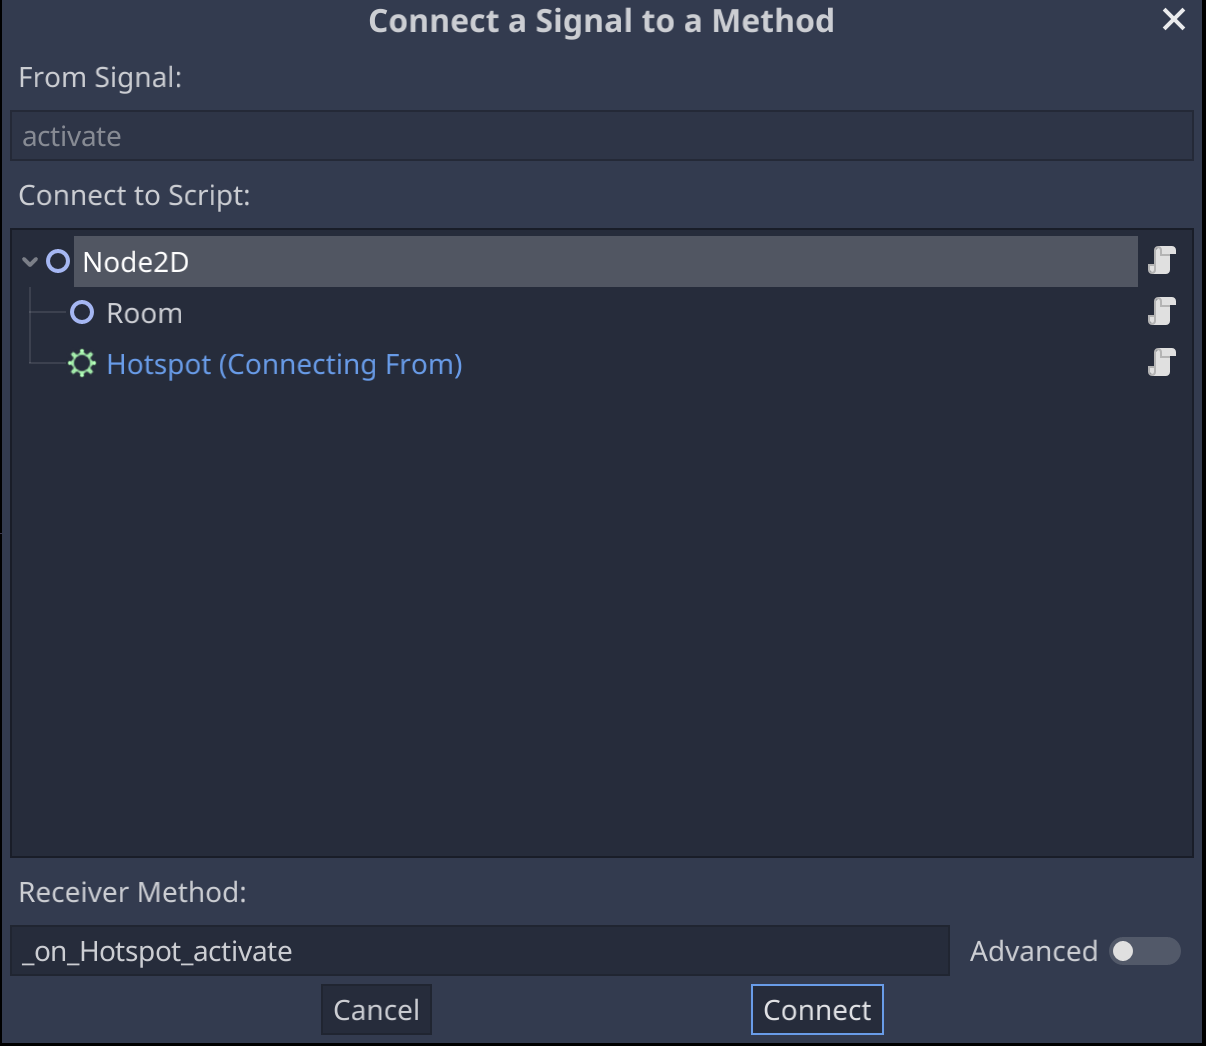 Connect a Signal to a Method
From Signal:
activate
Connect to Script:
Node2D
Room
Hotspot (Connecting From)
Receiver Method:
_on_Hotspot_activate
Advanced
Cancel
Connect